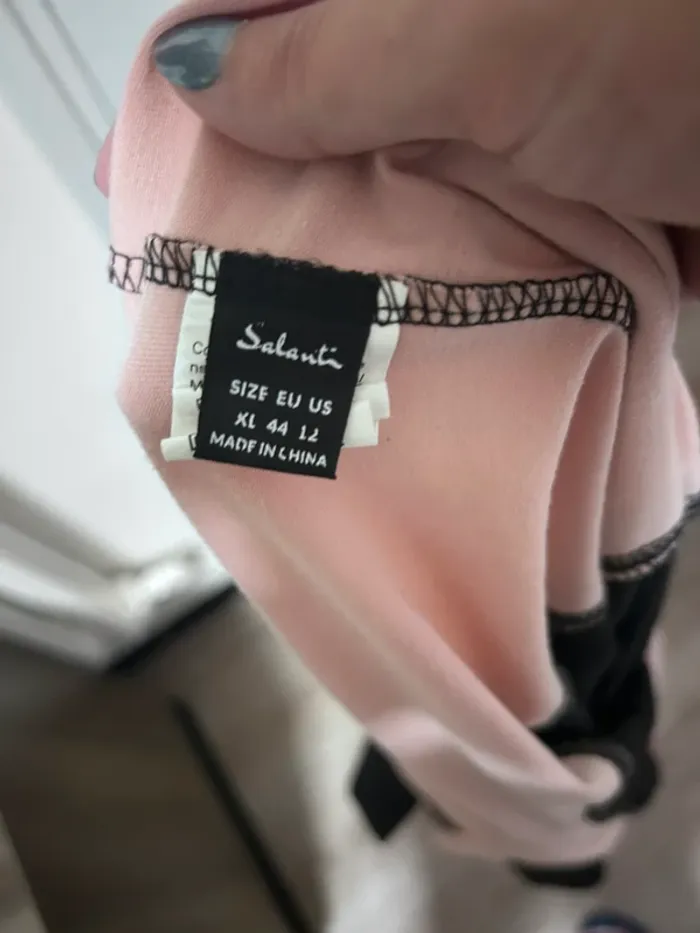 Salanti
SIZE EU US
XL 44 12
MADE IN CHINA